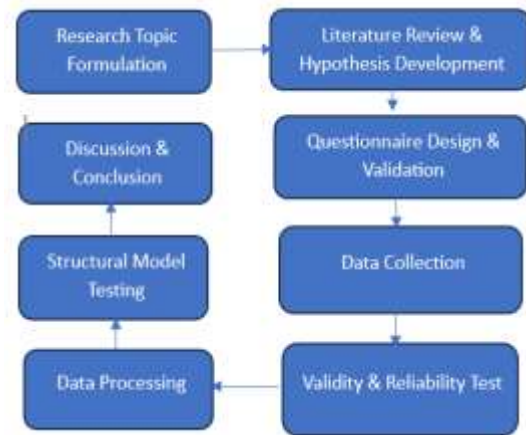 Research Topic
Formulation
Literature Review &
Hypothesis Development
Questionnaire Design &
Validation
Data Collection
Validity & Reliability Test
Data Processing
Structural Model
Testing
Discussion &
Conclusion